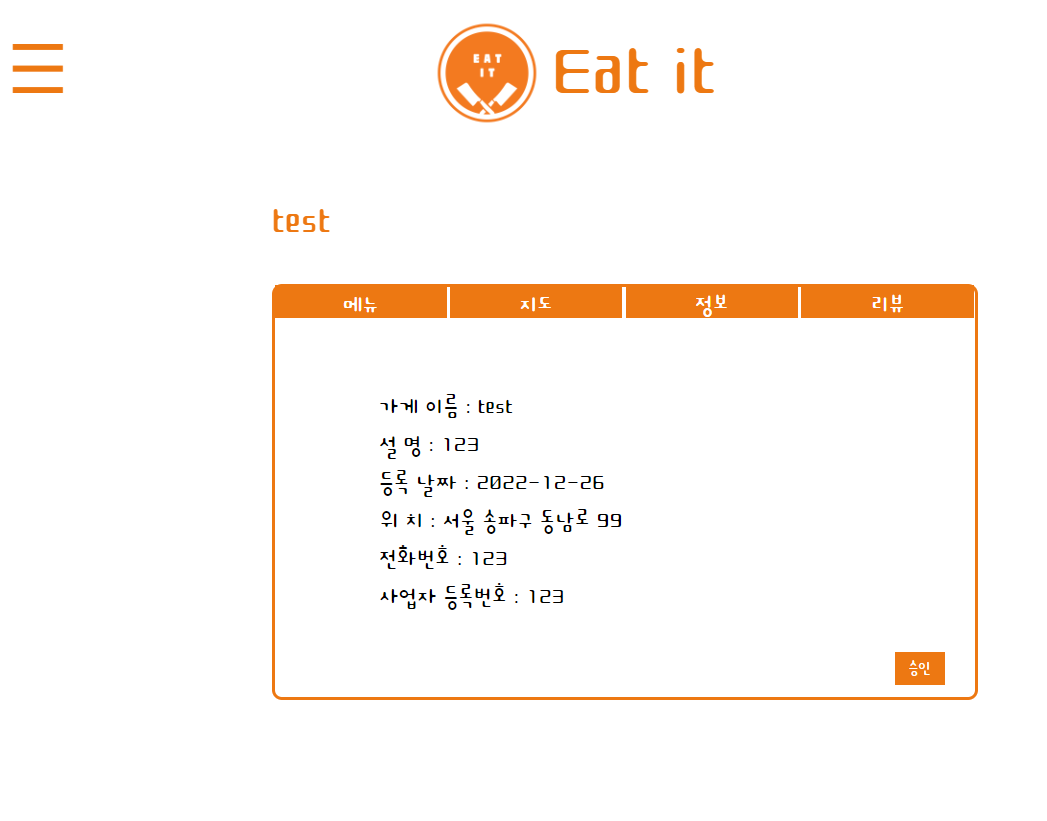 EAT
IT
Eat it
test
메뉴 지도 정보 리뷰
가게 이름 : test
설 명 : 123
등록 날짜 : 2022-12-26
위 치 : 서울 송파구 동남로 99
전화번호 : 123
사업자 등록번호 : 123
승인